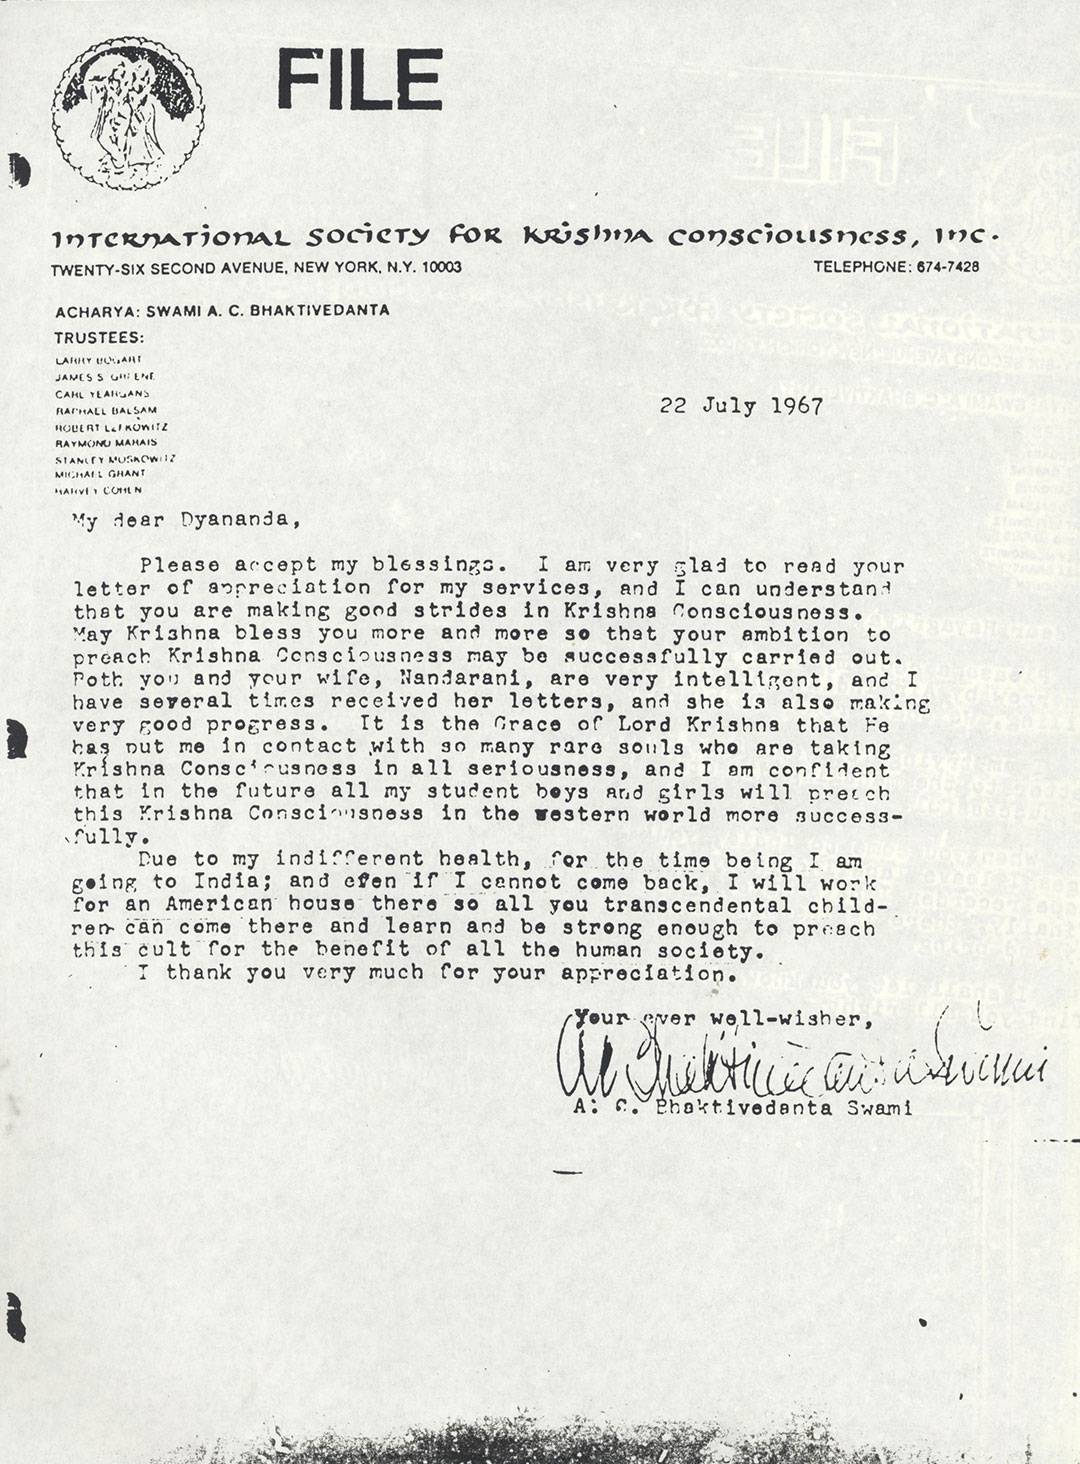 FILE
International Society for Krishna Consciousness, Inc.
TWENTY-SIX SECOND AVENUE, NEW YORK, N.Y. 10003 TELEPHONE: 674-7428
ACHARYA: SWAMI A. C. BHAKTIVEDANTA
TRUSTEES:
LARRY BOGART
JAMES S. GREENE
CARL YEARGANS
RAPHAEL BALSAM
ROBERT LEFKOWITZ
RAYMOND MARAIS
STANLEY MOSKOWITZ
MICHAEL GRANT
HARVEY COHEN
22 July 1967
My dear Dyananda,
Please accept my blessings. I am very glad to read your
letter of appreciation for my services, and I can understand
that you are making good strides in Krishna Consciousness.
May Krishna bless you more and more so that your ambition to
preach Krishna Consciousness may be successfully carried out.
Both you and your wife, Nandarani, are very intelligent, and I
have several times received her letters, and she is also making
very good progress. It is the Grace of Lord Krishna that He
has put me in contact with so many rare souls who are taking
Krishna Consciousness in all seriousness, and I am confident
that in the future all my student boys and girls will preach
this Krishna Consciousness in the western world more success-
fully.
Due to my indifferent health, for the time being I am
going to India; and even if I cannot come back, I will work
for an American house there so all you transcendental child-
ren can come there and learn and be strong enough to preach
this cult for the benefit of all the human society.
I thank you very much for your appreciation.
Your ever well-wisher,
A. C. Bhaktivedanta Swami
A. C. Bhaktivedanta Swami